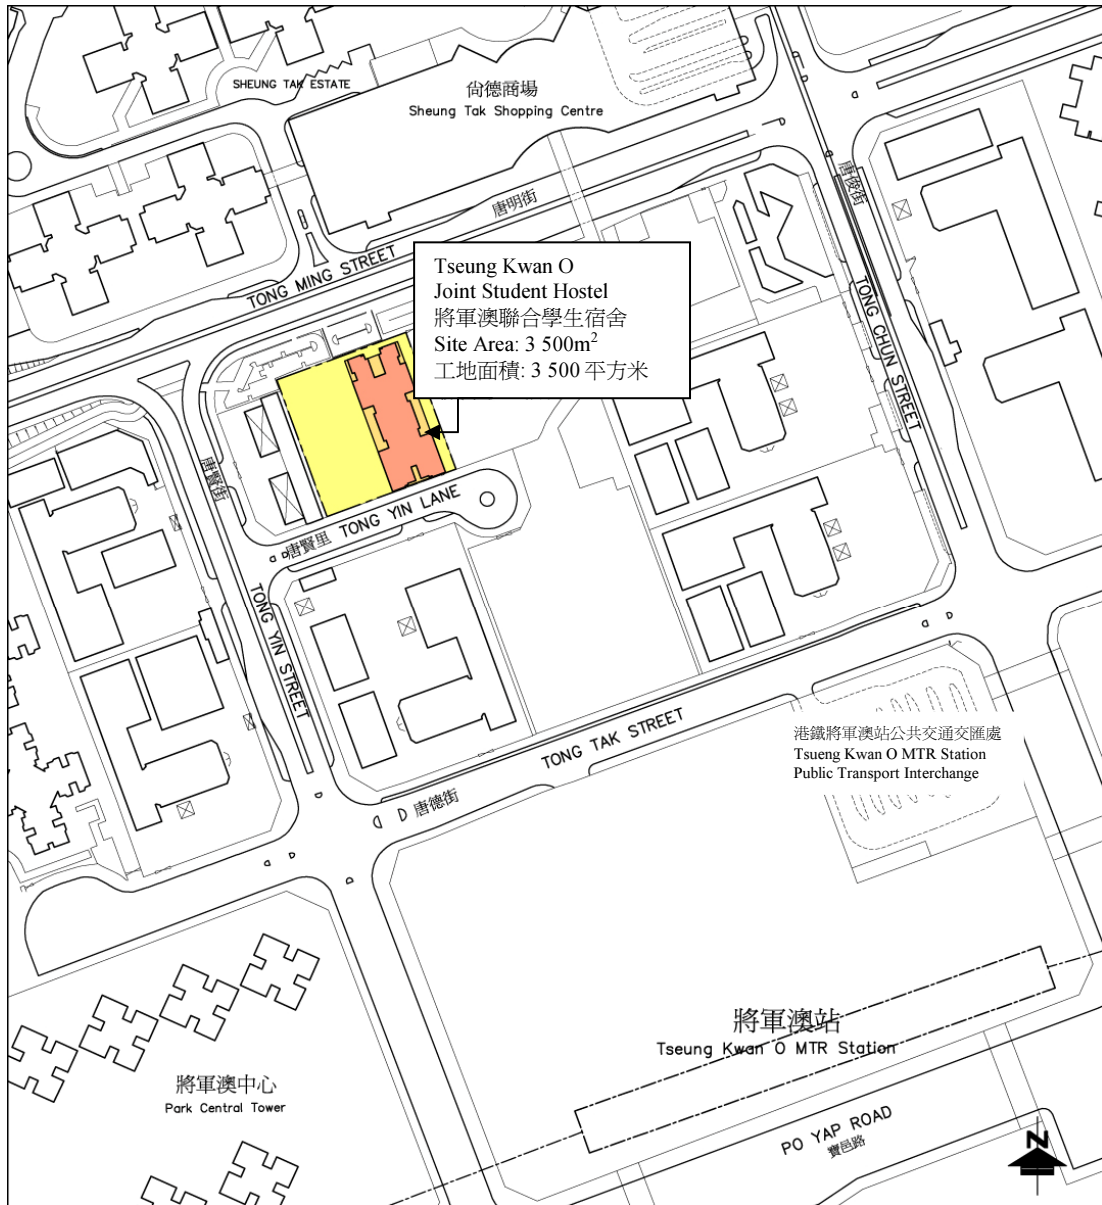 SHEUNG TAK ESTATE
尚德商場
Sheung Tak Shopping Centre
唐俊街
唐明街
TONG MING STREET
Tseung Kwan O
Joint Student Hostel
將軍澳聯合學生宿舍
Site Area: 3 500m²
工地面積: 3 500 平方米
TONG CHUN STREET
唐賢街
TONG YIN LANE
唐賢里
TONG YIN STREET
TONG TAK STREET
唐德街
港鐵將軍澳站公共交通交匯處
Tsueng Kwan O MTR Station
Public Transport Interchange
將軍澳站
Tseung Kwan O MTR Station
將軍澳中心
Park Central Tower
PO YAP ROAD
寶邑路
N